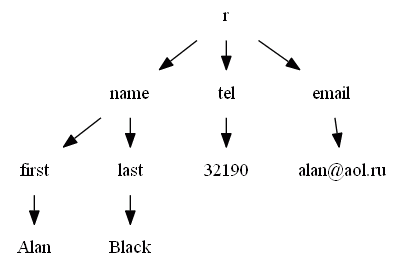 r
name tel email
first last 32190 alan@aol.ru
Alan Black